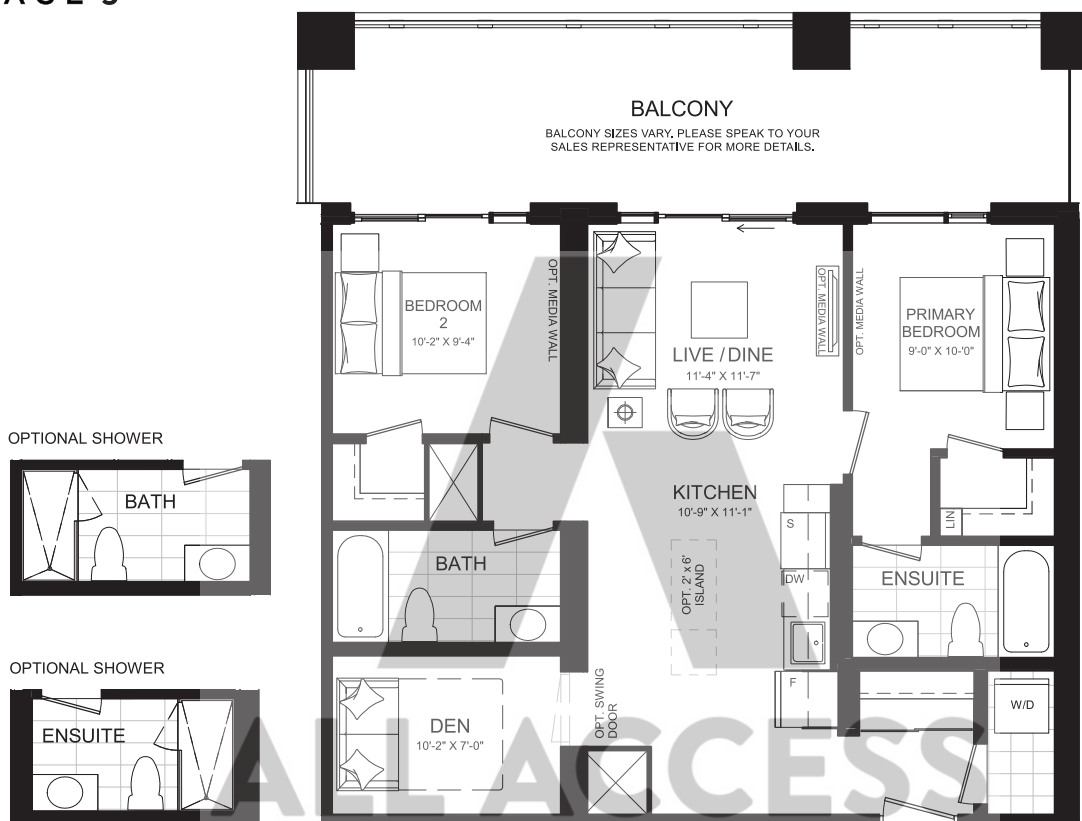 BALCONY
BALCONY SIZES VARY. PLEASE SPEAK TO YOUR
SALES REPRESENTATIVE FOR MORE DETAILS.
BEDROOM
2
10'-2" X 9'-4"
OPT. MEDIA WALL
LIVE / DINE
11'-4" X 11'-7"
OPT. MEDIA WALL
OPT. MEDIA WALL
PRIMARY
BEDROOM
9'-0" X 10-'0"
OPTIONAL SHOWER
BATH
KITCHEN
10'-9" X 11'-1"
S
LIN
BATH
OPT. 2' x 6'
ISLAND
DW
ENSUITE
OPTIONAL SHOWER
ENSUITE
DEN
10'-2" X 7'-0"
OPT. SWING
DOOR
F
W/D
ALL ACCESS